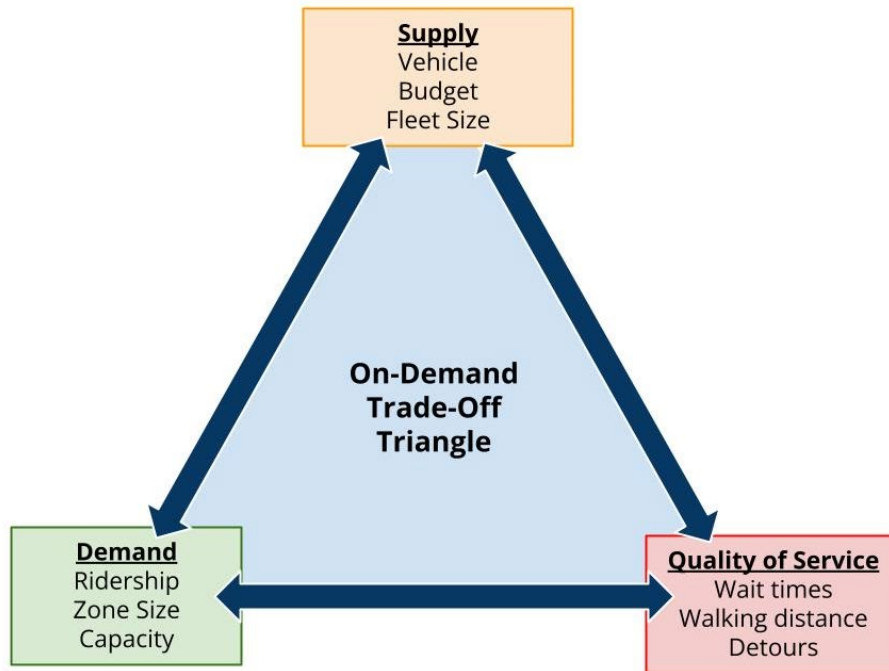 Supply
Vehicle
Budget
Fleet Size
On-Demand
Trade-Off
Triangle
Demand
Ridership
Zone Size
Capacity
Quality of Service
Wait times
Walking distance
Detours